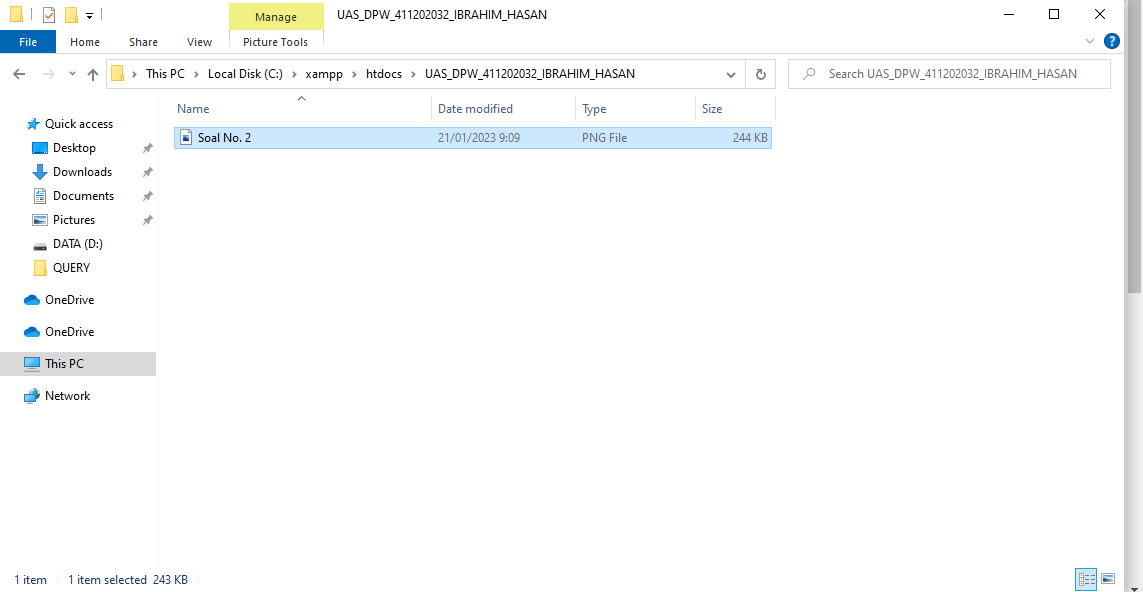 UAS_DPW_411202032_IBRAHIM_HASAN
Manage
File Home Share View Picture Tools
This PC > Local Disk (C:) > xampp > htdocs > UAS_DPW_411202032_IBRAHIM_HASAN
Search UAS_DPW_411202032_IBRAHIM_HASAN
Name Date modified Type Size
Soal No. 2 21/01/2023 9:09 PNG File 244 KB
Quick access
Desktop
Downloads
Documents
Pictures
DATA (D:)
QUERY
OneDrive
OneDrive
This PC
Network
1 item 1 item selected 243 KB